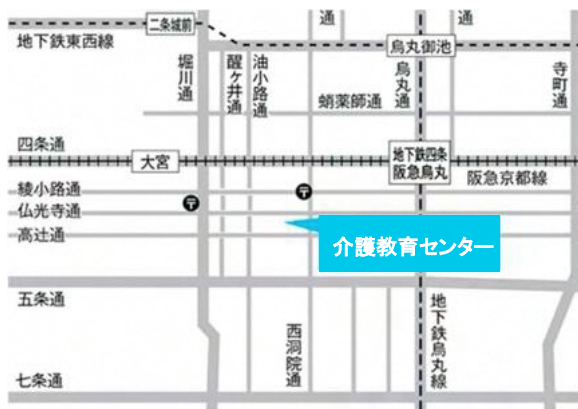 二条城前
通
通
地下鉄東西線
烏丸御池
堀川通
醒ヶ井通
油小路通
烏丸通
寺町通
蛸薬師通
四条通
大宮
地下鉄四条
阪急烏丸
阪急京都線
綾小路通
仏光寺通
高辻通
介護教育センター
五条通
西洞院通
地下鉄烏丸線
七条通